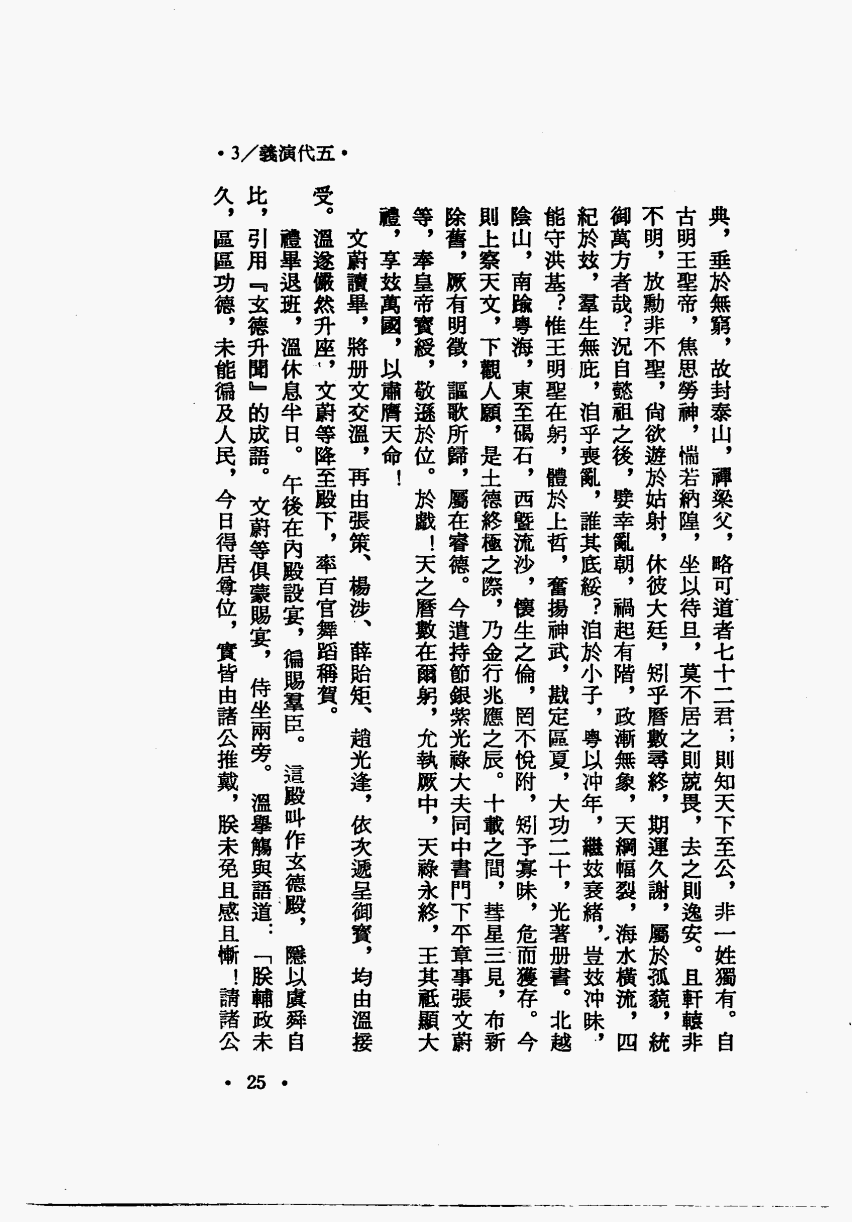 •3／義演代五•
典，垂於無窮，故封泰山，禪梁父，略可道者七十二君；則知天下至公，非一姓獨有。自
古明王聖帝，焦思勞神，惴若納隍，坐以待旦，莫不居之則兢畏，去之則逸安。且軒轅非
不明，放勳非不聖，尚欲遊於姑射，休彼大廷，矧乎曆數尋終，期運久謝，屬於孤藐，統
御萬方者哉？況自懿祖之後，嬖幸亂朝，禍起有階，政漸無象，天綱幅裂，海水橫流，四
紀於玆，羣生無庇，洎乎喪亂，誰其底綏？洎於小子，粵以冲年，繼玆衰緒，豈玆冲昧，
能守洪基？惟王明聖在躬，體於上哲，奮揚神武，戡定區夏，大功二十，光著册書。北越
陰山，南踰粵海，東至碣石，西曁流沙，懷生之倫，罔不悅附，矧予寡昧，危而獲存。今
則上察天文，下觀人願，是土德終極之際，乃金行兆應之辰。十載之間，彗星三見，布新
除舊，厥有明徵，謳歌所歸，屬在睿德。今遣持節銀紫光祿大夫同中書門下平章事張文蔚
等，奉皇帝寳綬，敬遜於位。於戲！天之曆數在爾躬，允執厥中，天祿永終，王其祗顯大
禮，享玆萬國，以肅膺天命！
文蔚讀畢，將册文交溫，再由張策、楊涉、薛貽矩、趙光逢，依次遞呈御寳，均由溫接
受。溫遂儼然升座，文蔚等降至殿下，率百官舞蹈稱賀。
禮畢退班，溫休息半日。午後在內殿設宴，徧賜羣臣。這殿叫作玄德殿，隱以虞舜自
比，引用『玄德升聞』的成語。文蔚等俱蒙賜宴，侍坐兩旁。溫擧觴與語道：「朕輔政未
久，區區功德，未能徧及人民，今日得居尊位，實皆由諸公推戴，朕未免且感且慚！請諸公
• 25 •